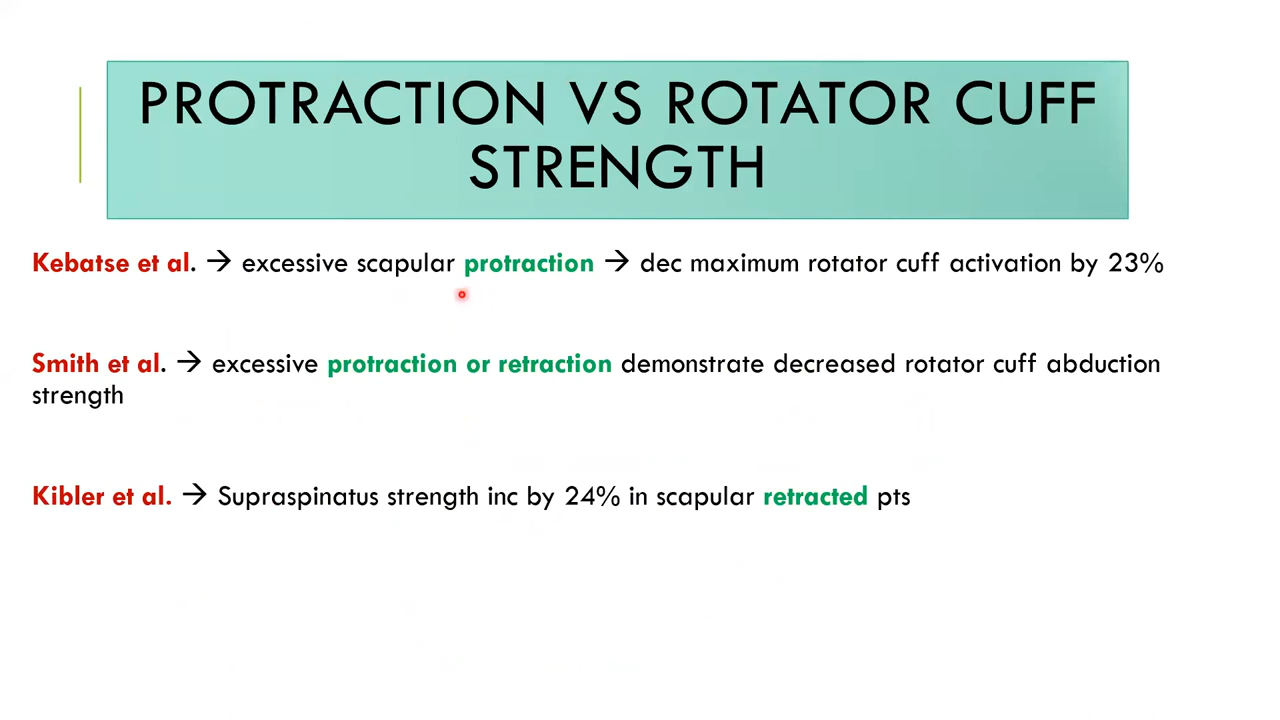 PROTRACTION VS ROTATOR CUFF
STRENGTH
Kebatse et al. → excessive scapular protraction → dec maximum rotator cuff activation by 23%
Smith et al. → excessive protraction or retraction demonstrate decreased rotator cuff abduction
strength
Kibler et al. → Supraspinatus strength inc by 24% in scapular retracted pts